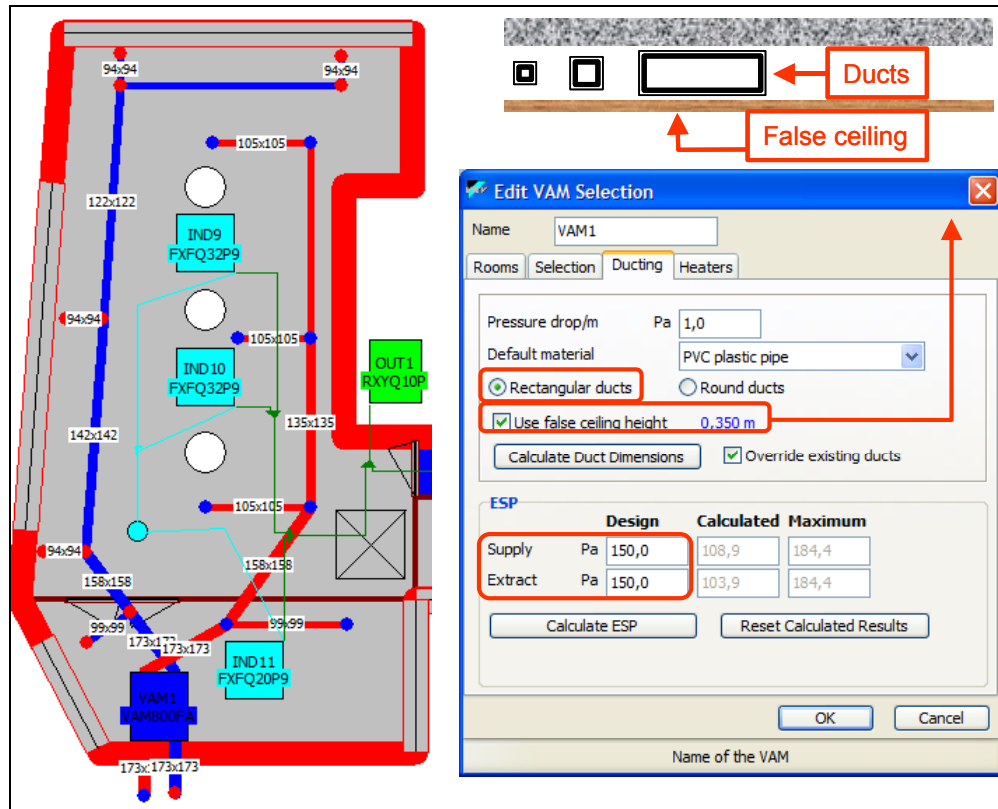 94x94
94x94
105x105
122x122
IND9
FXFQ32P9
94x94
105x105
IND10
FXFQ32P9
OUT1
RXYQ10P
135x135
142x142
105x105
94x94
158x158
158x158
99x99
99x99
173x173
173x173
IND11
FXFQ20P9
VAM1
VAM800FA
173x173
Ducts
False ceiling
Edit VAM Selection
Name VAM1
Rooms Selection Ducting Heaters
Pressure drop/m Pa 1,0
Default material PVC plastic pipe
Rectangular ducts Round ducts
Use false ceiling height 0,350 m
Calculate Duct Dimensions Override existing ducts
ESP
Design Calculated Maximum
Supply Pa 150,0 108,9 184,4
Extract Pa 150,0 103,9 184,4
Calculate ESP Reset Calculated Results
OK Cancel
Name of the VAM